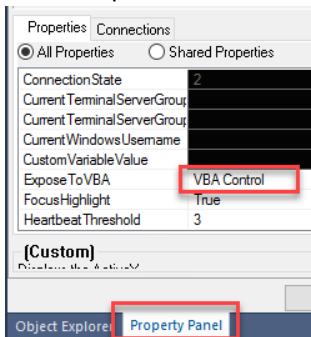 Properties Connections
All Properties Shared Properties
ConnectionState 2
CurrentTerminalServerGroup
CurrentTerminalServerGroup
CurrentWindowsUsername
CustomVariableValue
ExposeToVBA VBA Control
FocusHighlight True
HeartbeatThreshold 3
(Custom)
Object Explorer Property Panel